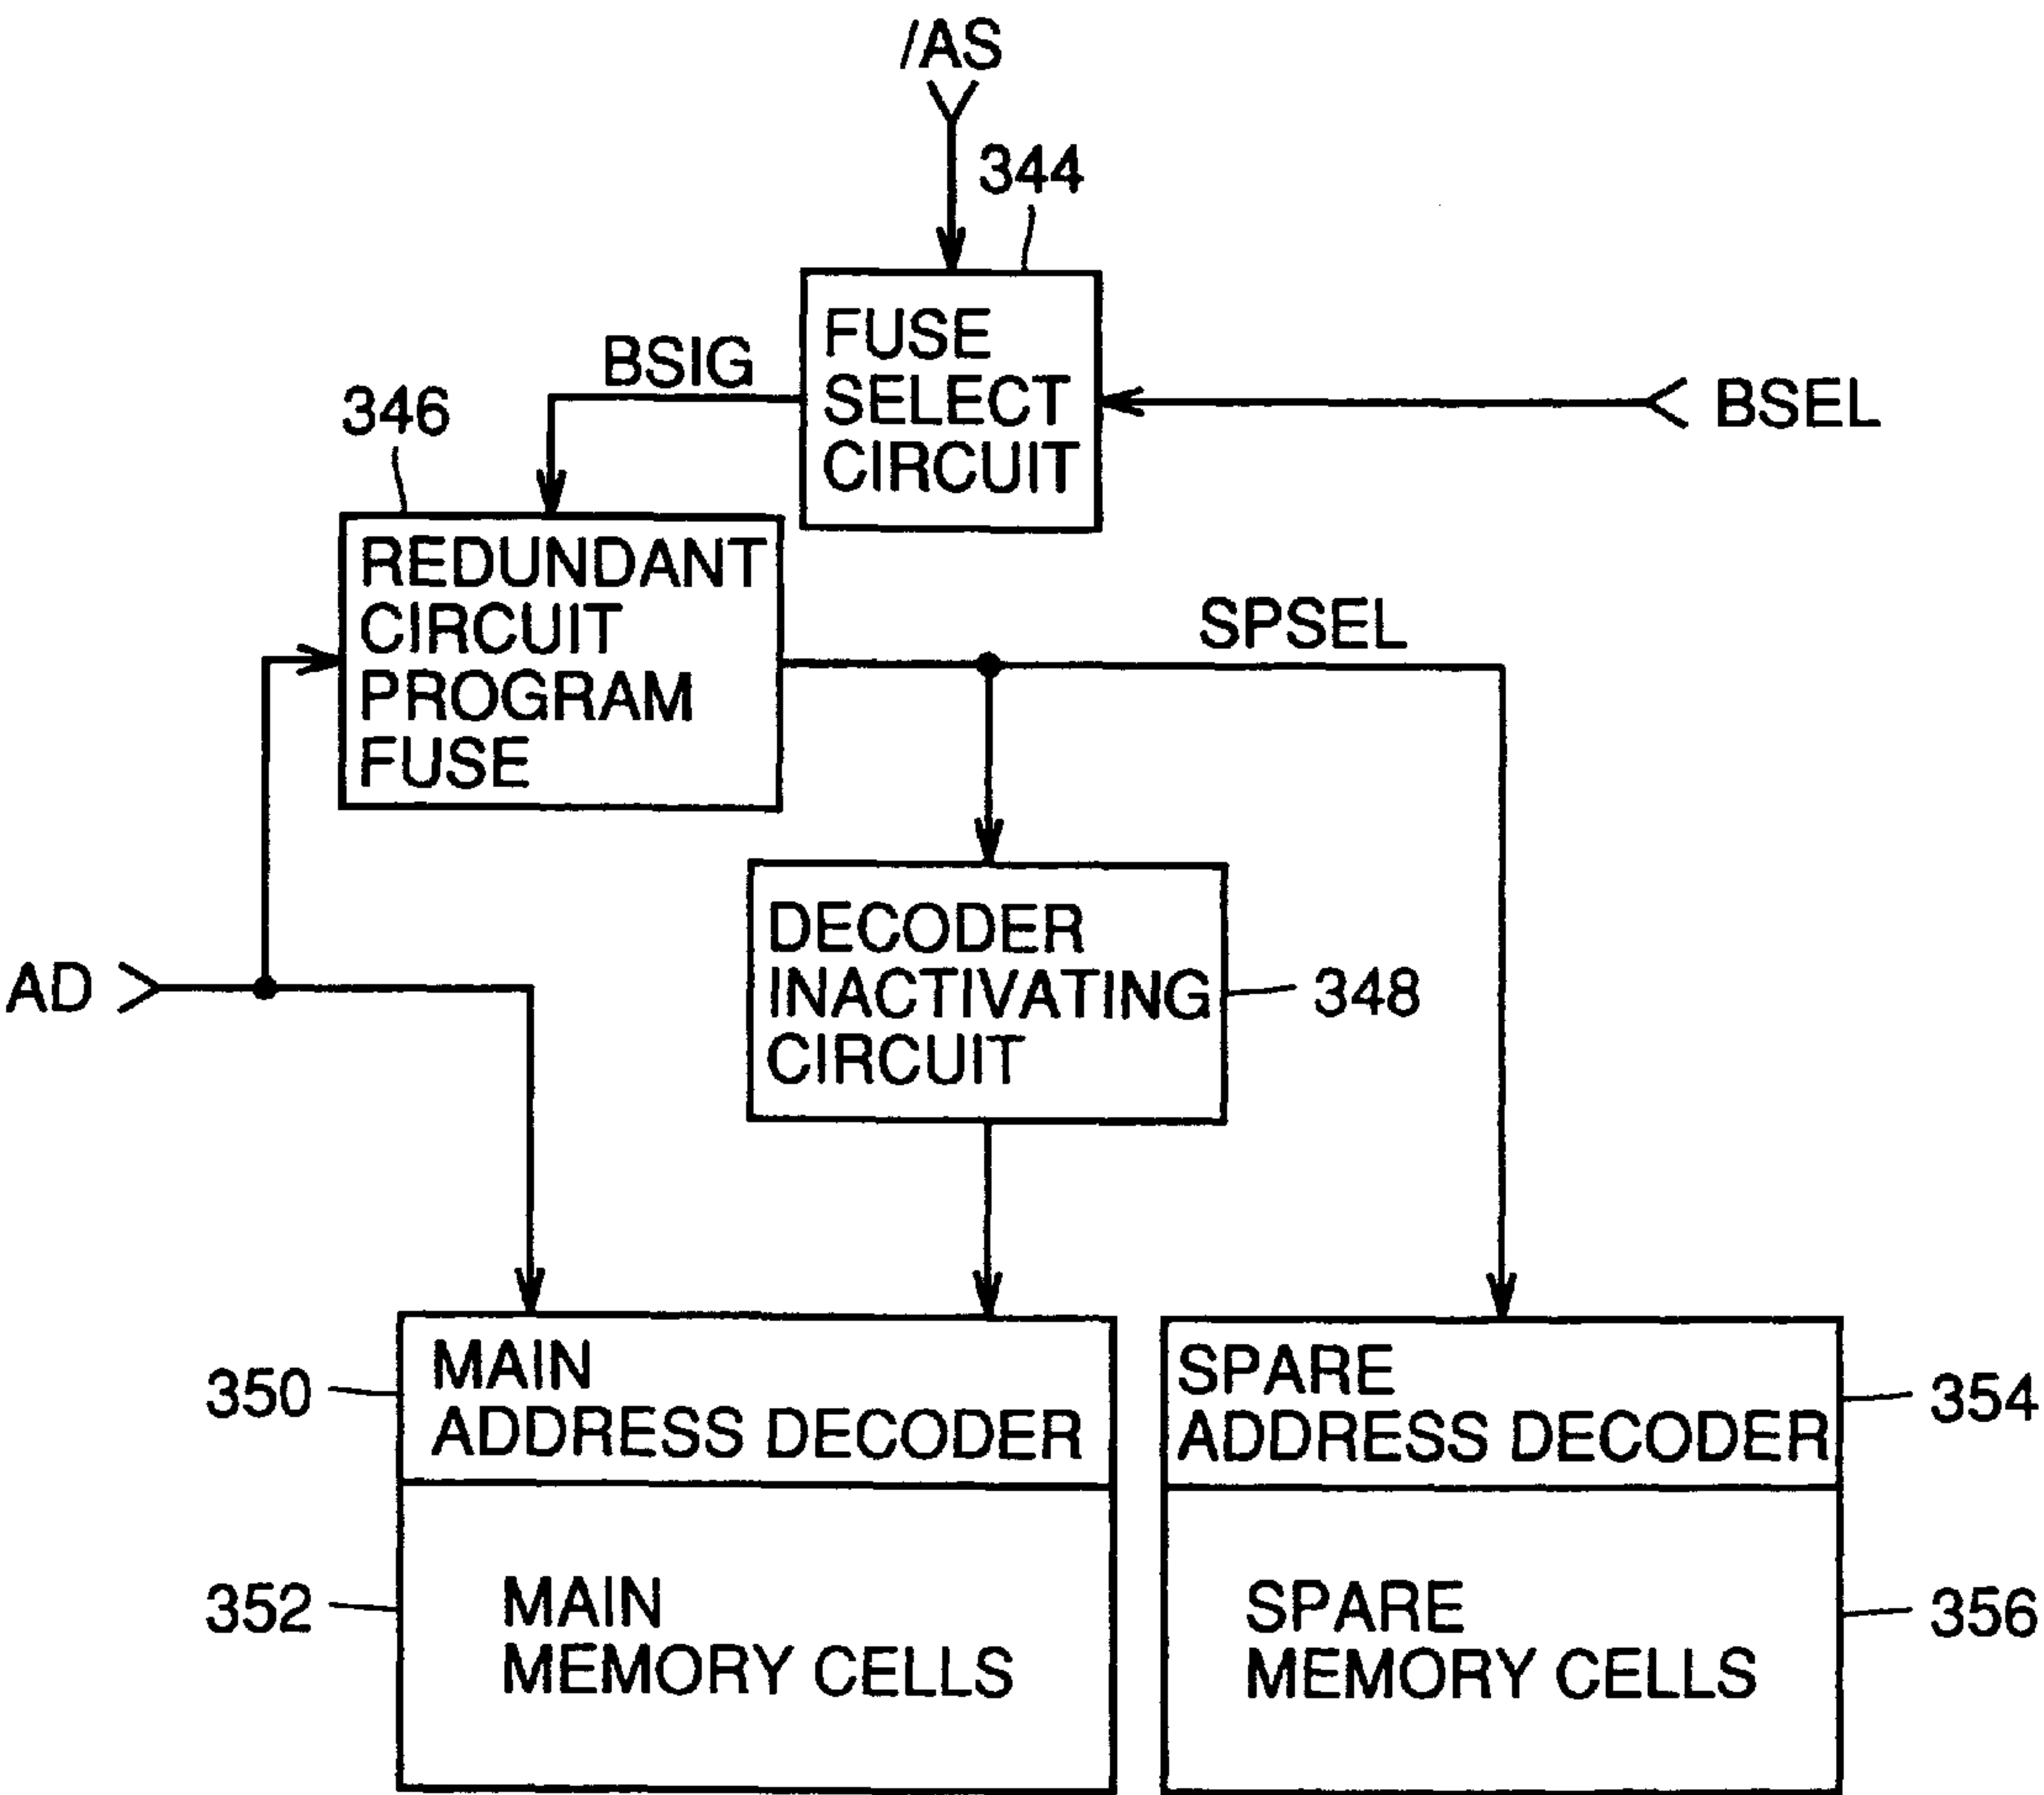 /AS
344
FUSE
SELECT
CIRCUIT
BSIG
BSEL
346
REDUNDANT
CIRCUIT
PROGRAM
FUSE
SPSEL
DECODER
INACTIVATING
CIRCUIT
348
AD
350
MAIN
ADDRESS DECODER
SPARE
ADDRESS DECODER
354
352
MAIN
MEMORY CELLS
SPARE
MEMORY CELLS
356